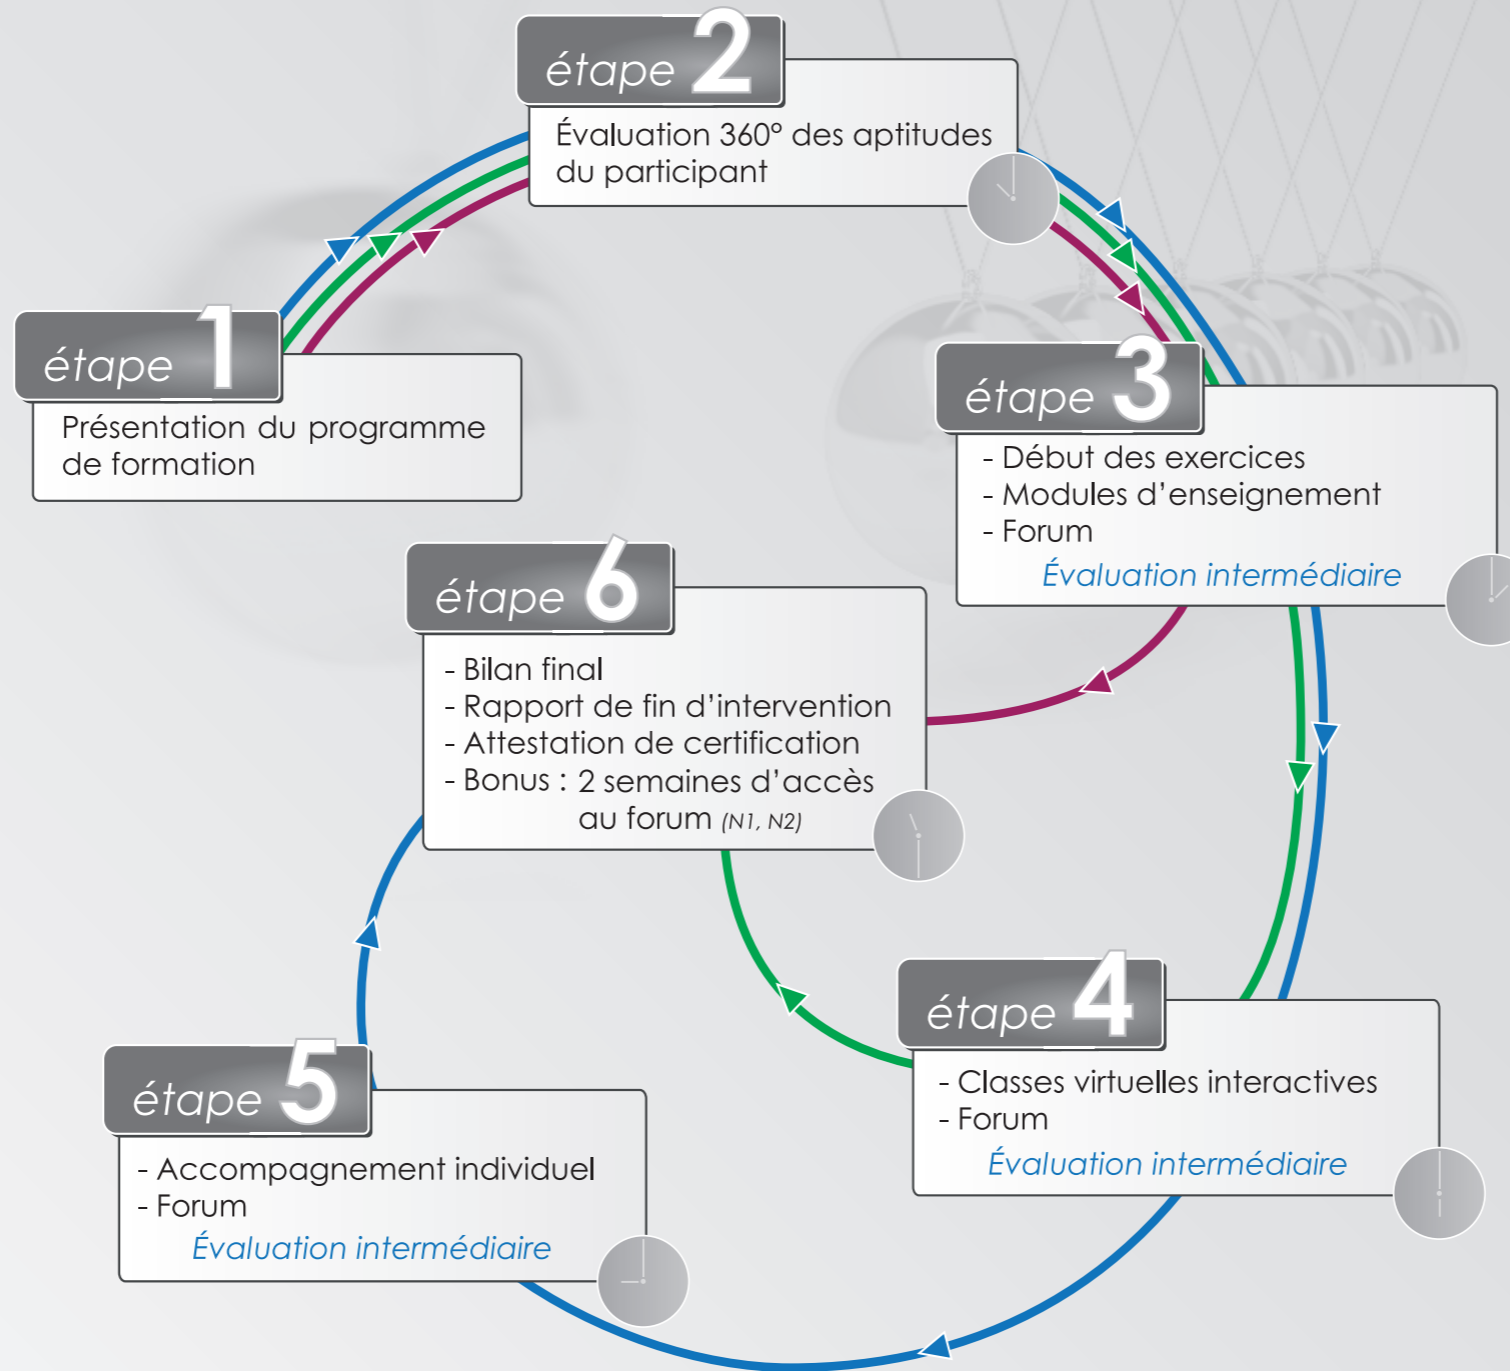 étape 1
Présentation du programme
de formation
étape 2
Évaluation 360° des aptitudes
du participant
étape 3
- Début des exercices
- Modules d'enseignement
- Forum
Évaluation intermédiaire
étape 4
- Classes virtuelles interactives
- Forum
Évaluation intermédiaire
étape 5
- Accompagnement individuel
- Forum
Évaluation intermédiaire
étape 6
- Bilan final
- Rapport de fin d'intervention
- Attestation de certification
- Bonus : 2 semaines d'accès
au forum (N1, N2)